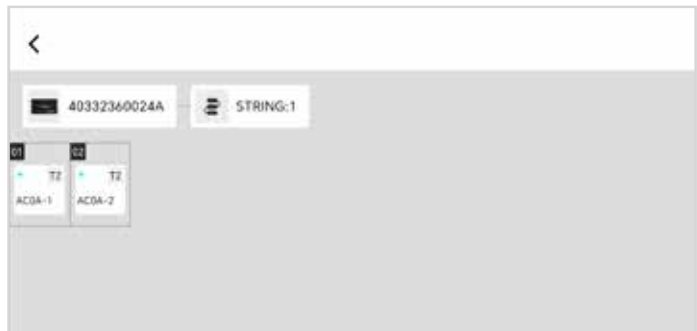 40332360024A STRING:1
01 02
T2 T2
AC0A-1 AC0A-2